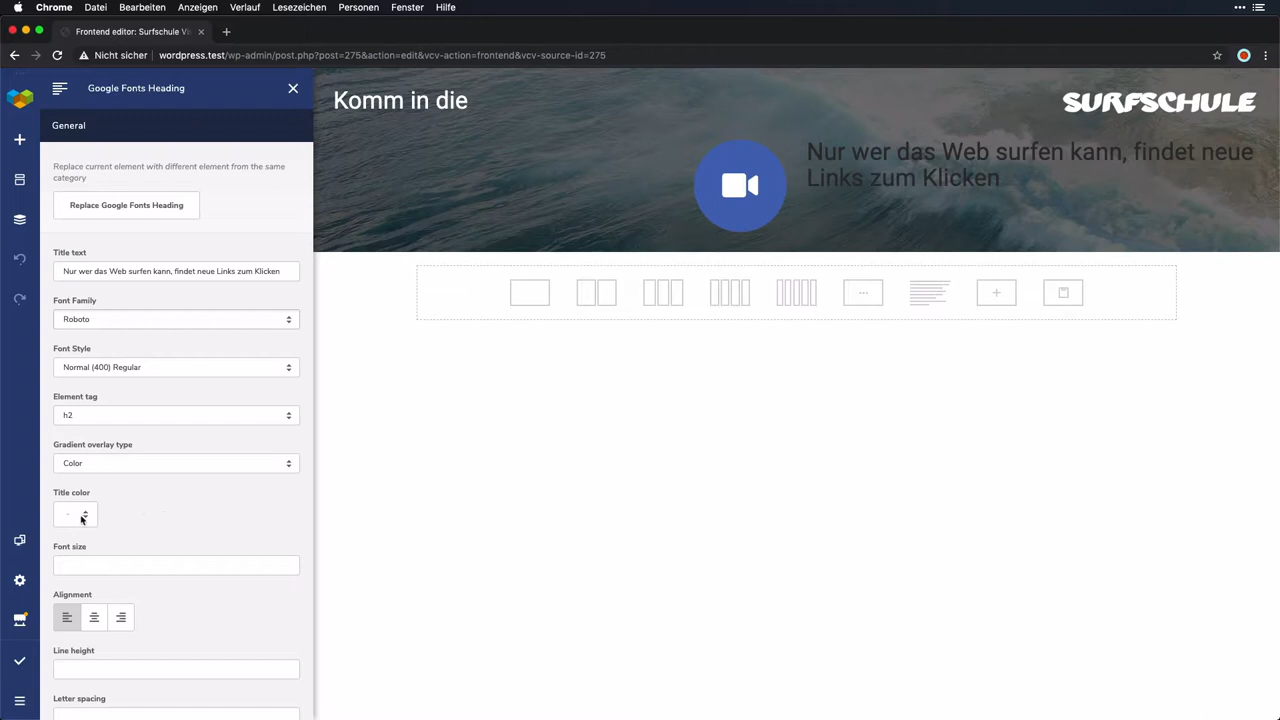 Chrome Datei Bearbeiten Anzeigen Verlauf Lesezeichen Personen Fenster Hilfe
Frontend editor: Surfschule V
Nicht sicher wordpress.test/wp-admin/post.php?post=275&action=edit&vcv-action=frontend&vcv-source-id=275
Google Fonts Heading
General
Replace current element with different element from the same
category
Replace Google Fonts Heading
Title text
Nur wer das Web surfen kann, findet neue Links zum Klicken
Font Family
Roboto
Font Style
Normal (400) Regular
Element tag
h2
Gradient overlay type
Color
Title color
Font size
Alignment
Line height
Letter spacing
Komm in die
SURFSCHULE
Nur wer das Web surfen kann, findet neue
Links zum Klicken